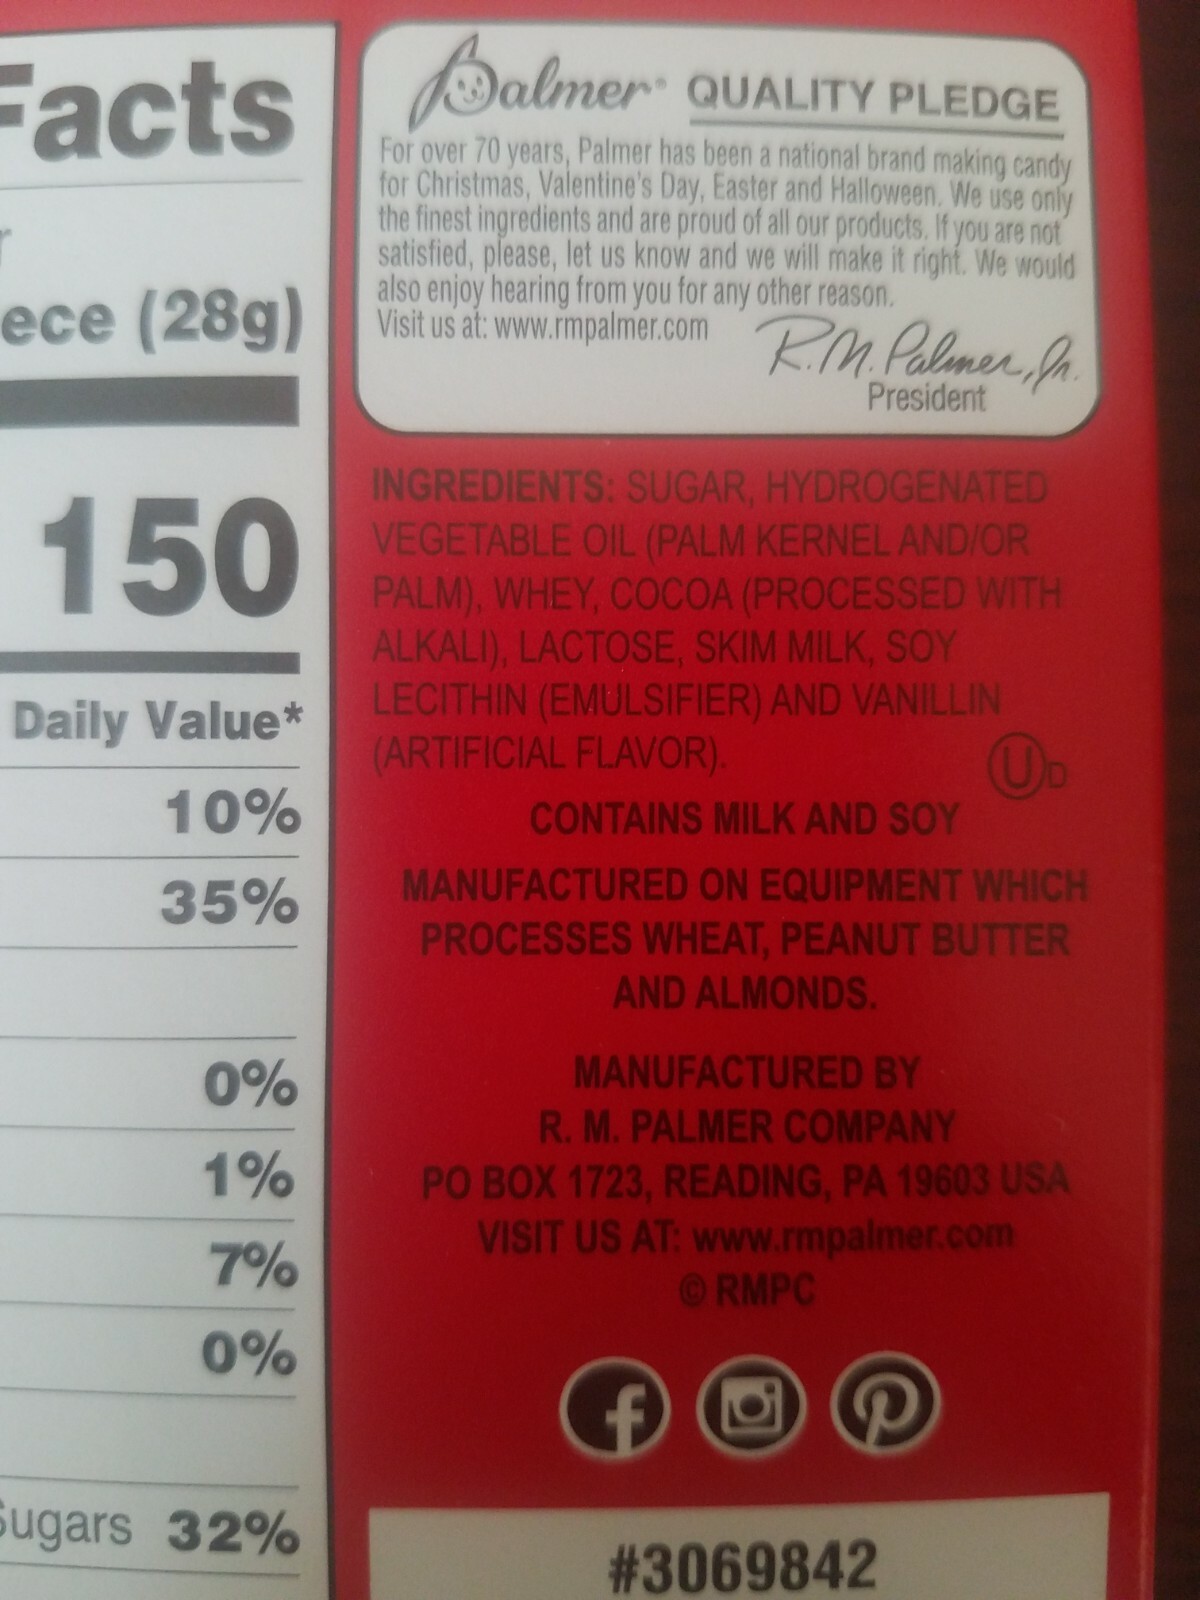 Facts
ece (28g)
150
Daily Value*
10%
35%
0%
1%
7%
0%
Sugars 32%
Palmer® QUALITY PLEDGE
For over 70 years, Palmer has been a national brand making candy
for Christmas, Valentine's Day, Easter and Halloween. We use only
the finest ingredients and are proud of all our products. If you are not
satisfied, please, let us know and we will make it right. We would
also enjoy hearing from you for any other reason.
Visit us at: www.rmpalmer.com
R. M. Palmer, Jr.
President
INGREDIENTS: SUGAR, HYDROGENATED
VEGETABLE OIL (PALM KERNEL AND/OR
PALM), WHEY, COCOA (PROCESSED WITH
ALKALI), LACTOSE, SKIM MILK, SOY
LECITHIN (EMULSIFIER) AND VANILLIN
(ARTIFICIAL FLAVOR).
U D
CONTAINS MILK AND SOY
MANUFACTURED ON EQUIPMENT WHICH
PROCESSES WHEAT, PEANUT BUTTER
AND ALMONDS.
MANUFACTURED BY
R. M. PALMER COMPANY
PO BOX 1723, READING, PA 19603 USA
VISIT US AT: www.rmpalmer.com
© RMPC
#3069842